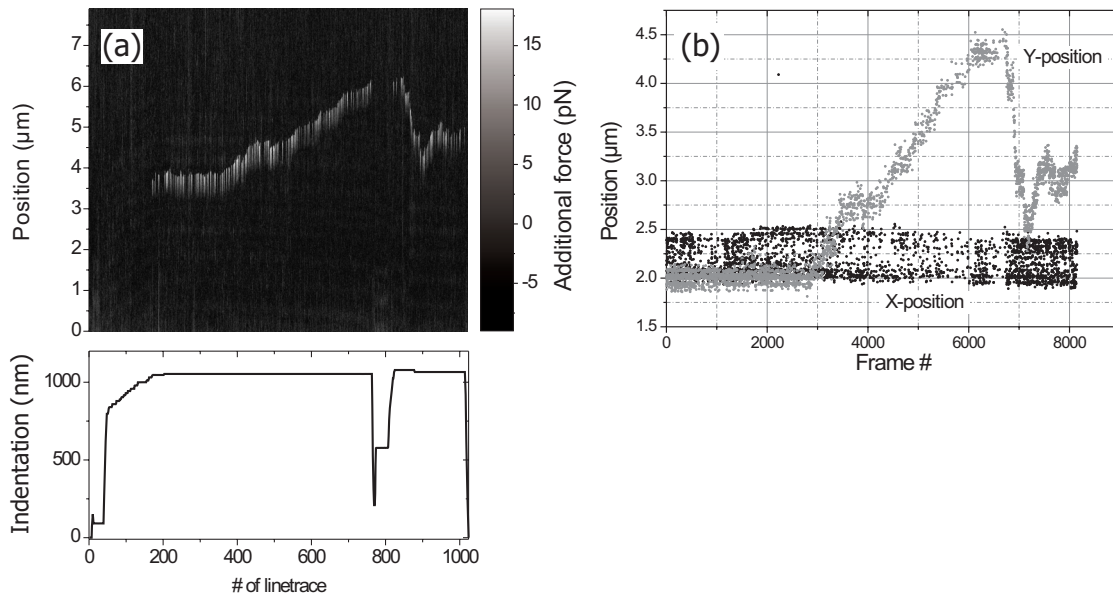 (a)
7
6
5
4
3
2
1
0
Position (µm)
15
10
5
0
-5
Additional force (pN)
1000
500
0
Indentation (nm)
0 200 400 600 800 1000
# of linetrace
(b)
4.5
4.0
3.5
3.0
2.5
2.0
1.5
Position (µm)
Y-position
X-position
0 2000 4000 6000 8000
Frame #